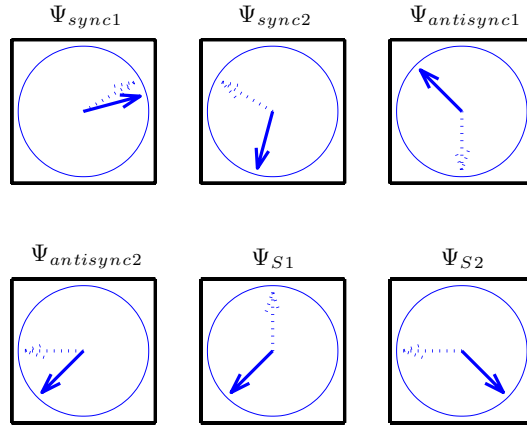 Ψ_{sync1} Ψ_{sync2} Ψ_{antisync1}
Ψ_{antisync2} Ψ_{S1} Ψ_{S2}